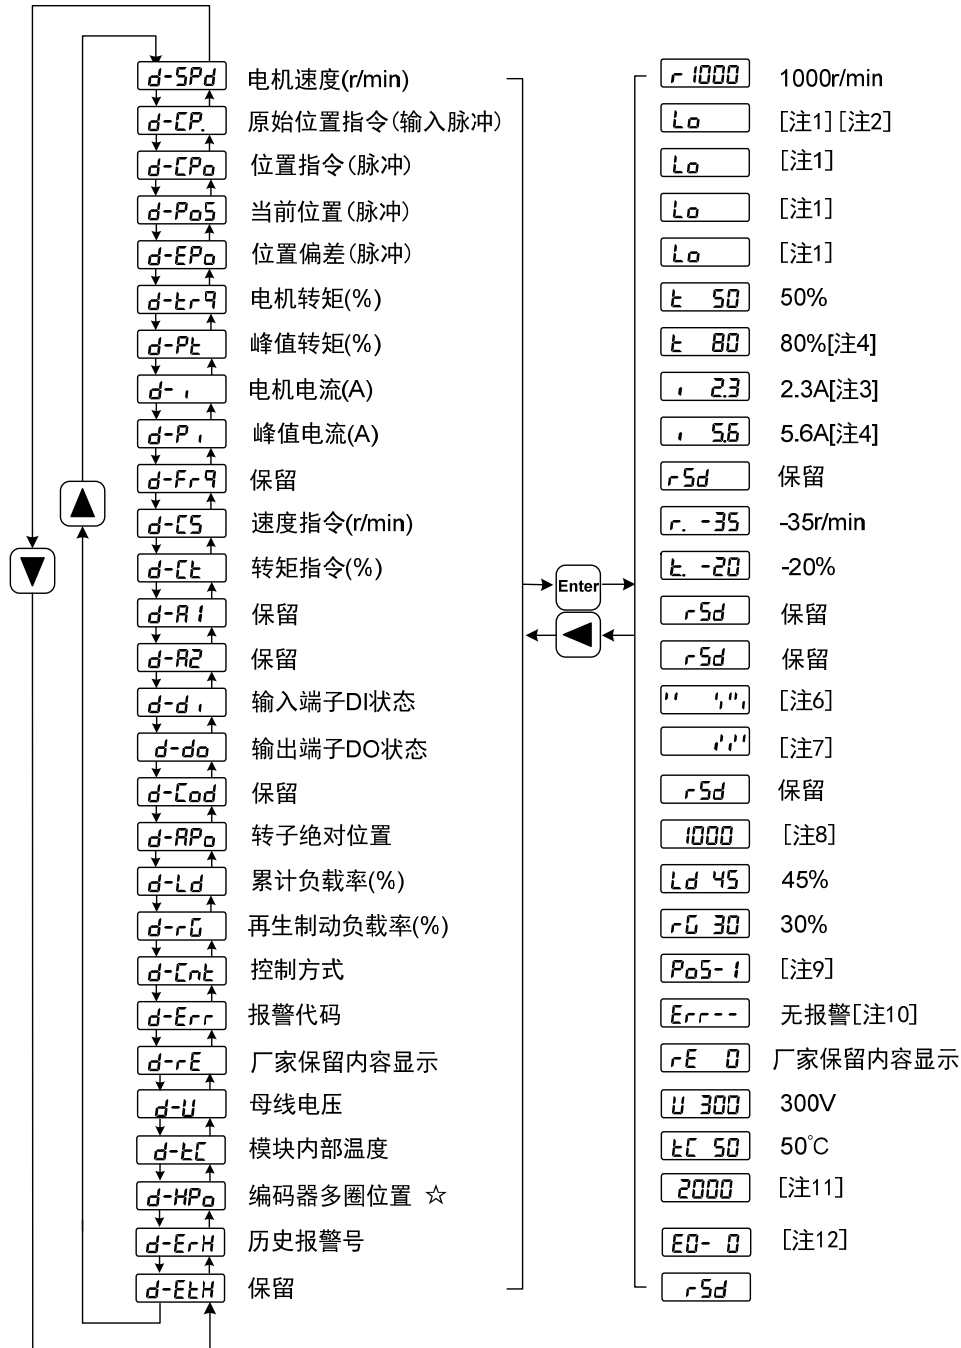 d-SPd 电机速度(r/min) r 1000 1000r/min
d-CP. 原始位置指令(输入脉冲) Lo [注1][注2]
d-CPo 位置指令(脉冲) Lo [注1]
d-PoS 当前位置(脉冲) Lo [注1]
d-EPo 位置偏差(脉冲) Lo [注1]
d-trq 电机转矩(%) t 50 50%
d-Pt 峰值转矩(%) t 80 80%[注4]
d-i 电机电流(A) i 2.3 2.3A[注3]
d-Pi 峰值电流(A) i 5.6 5.6A[注4]
d-Frq 保留 rSd 保留
d-CS 速度指令(r/min) r. -35 -35r/min
d-Ct 转矩指令(%) t. -20 -20%
Enter
d-A1 保留 rSd 保留
d-A2 保留 rSd 保留
d-di 输入端子DI状态 [注6]
d-do 输出端子DO状态 [注7]
d-Cod 保留 rSd 保留
d-APo 转子绝对位置 1000 [注8]
d-Ld 累计负载率(%) Ld 45 45%
d-rG 再生制动负载率(%) rG 30 30%
d-Cnt 控制方式 PoS-1 [注9]
d-Err 报警代码 Err-- 无报警[注10]
d-rE 厂家保留内容显示 rE 0 厂家保留内容显示
d-U 母线电压 U 300 300V
d-tC 模块内部温度 tC 50 50℃
d-HPo 编码器多圈位置 ☆ 2000 [注11]
d-ErH 历史报警号 E0- 0 [注12]
d-EtH 保留 rSd